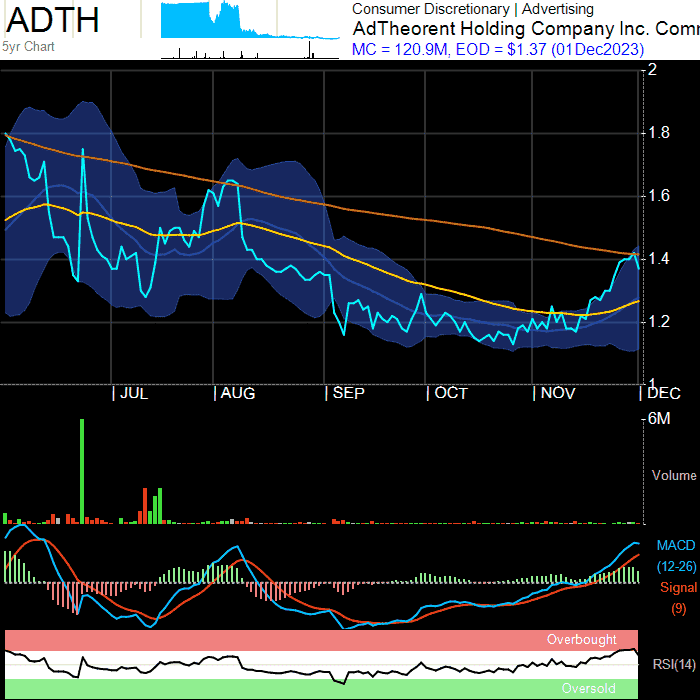 ADTH
5yr Chart
Consumer Discretionary | Advertising
AdTheorent Holding Company Inc. Comm
MC = 120.9M, EOD = $1.37 (01Dec2023)
2
1.8
1.6
1.4
1.2
1
JUL
AUG
SEP
OCT
NOV
DEC
6M
Volume
MACD
(12-26)
Signal
(9)
Overbought
RSI(14)
Oversold